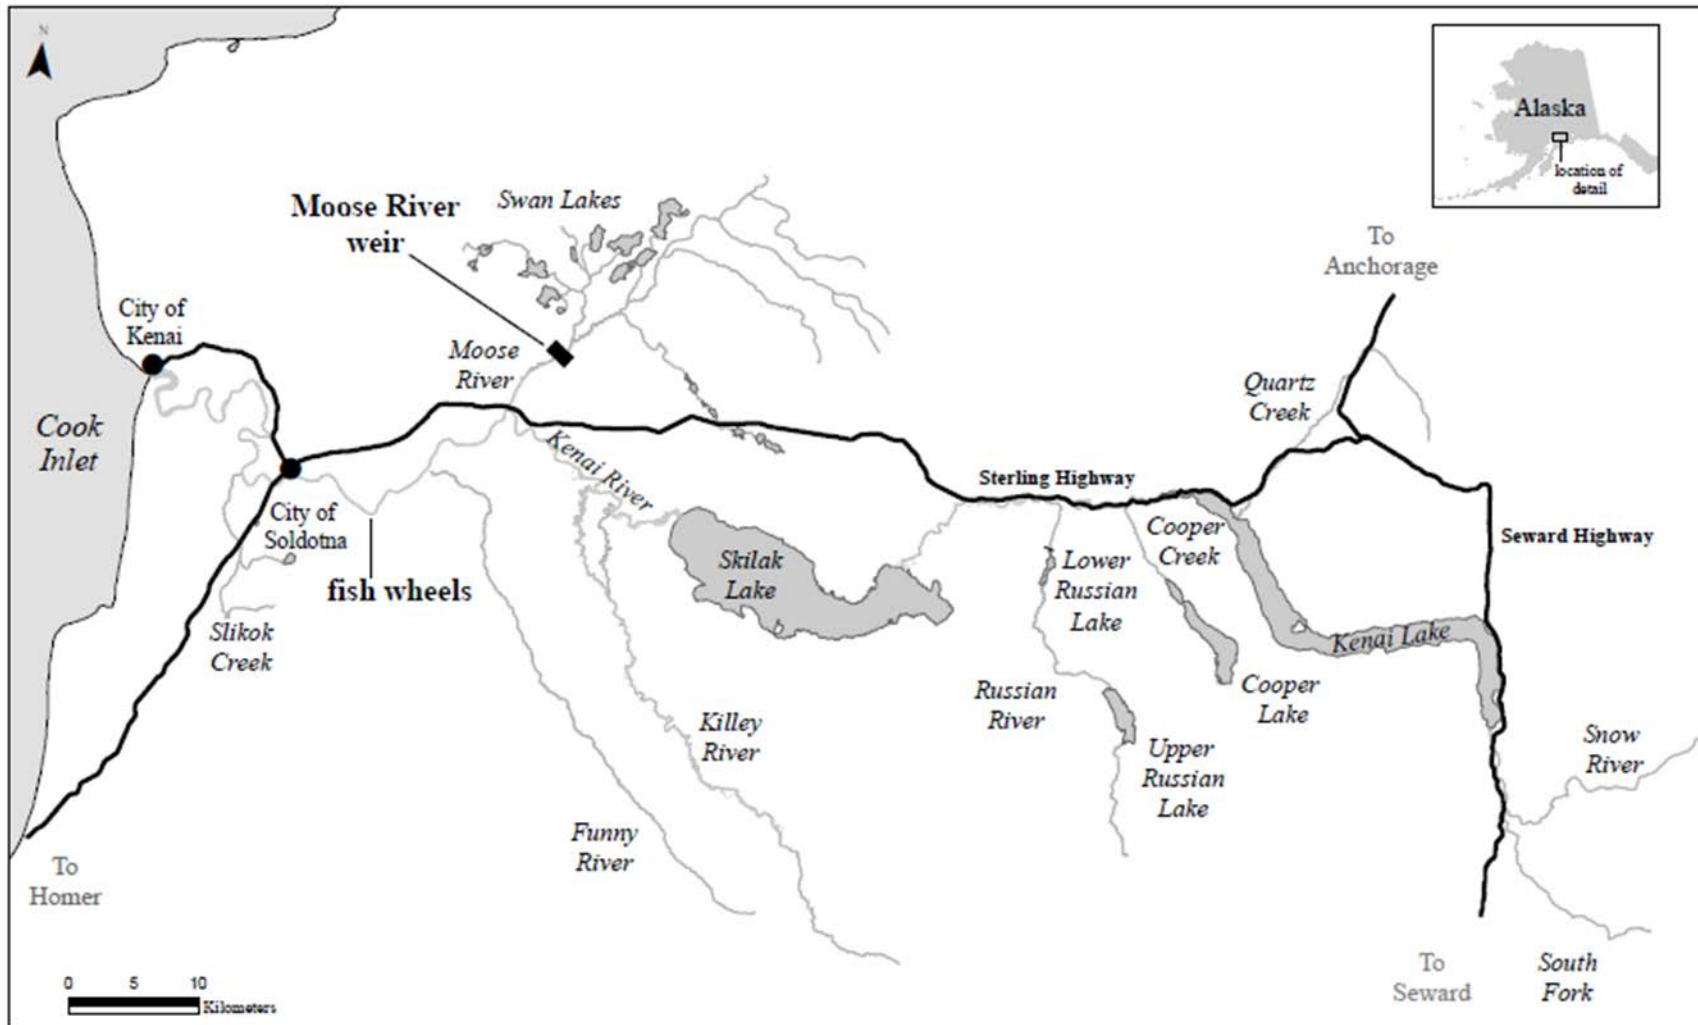 N
Alaska
location of
detail
Swan Lakes
Moose River
weir
To
Anchorage
City of
Kenai
Moose
River
Quartz
Creek
Cook
Inlet
Kenai River
Sterling Highway
City of
Soldotna
Cooper
Creek
Seward Highway
Skilak
Lake
Lower
Russian
Lake
fish wheels
Slikok
Creek
Kenai Lake
Russian
River
Cooper
Lake
Killey
River
Upper
Russian
Lake
Snow
River
Funny
River
To
Homer
To
Seward
South
Fork
0 5 10
Kilometers